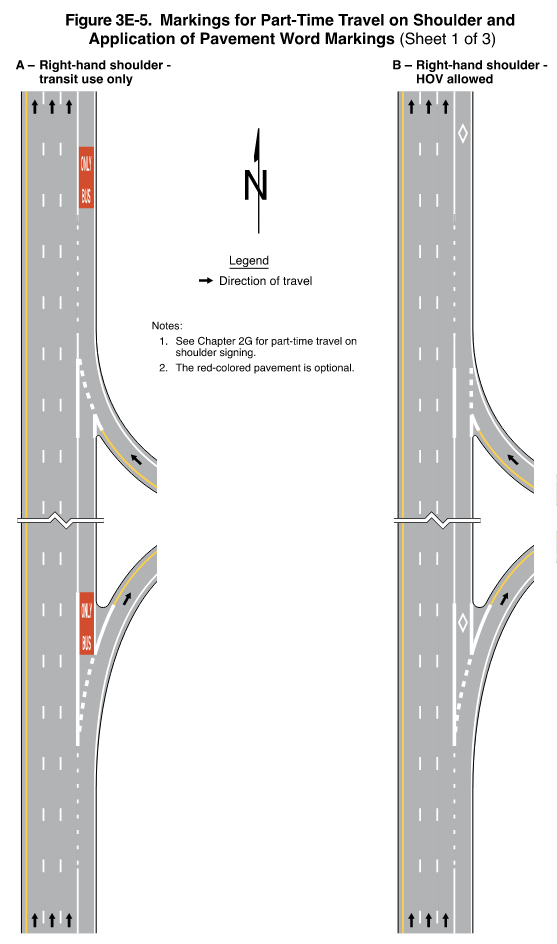 Figure 3E-5. Markings for Part-Time Travel on Shoulder and
Application of Pavement Word Markings (Sheet 1 of 3)
A – Right-hand shoulder -
transit use only
B – Right-hand shoulder -
HOV allowed
ONLY
BUS
N
Legend
Direction of travel
Notes:
1. See Chapter 2G for part-time travel on
shoulder signing.
2. The red-colored pavement is optional.
ONLY
BUS